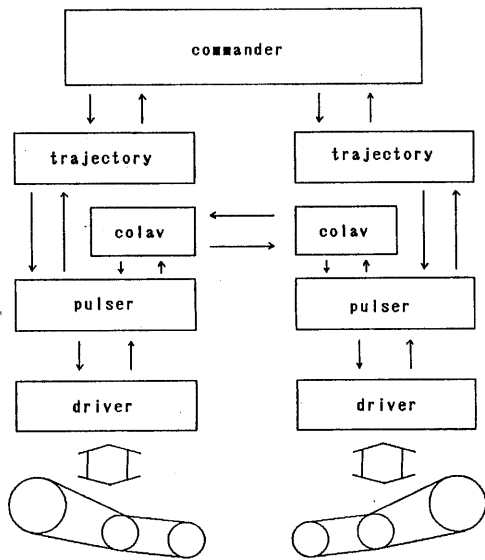 commander
trajectory
trajectory
colav
colav
pulser
pulser
driver
driver